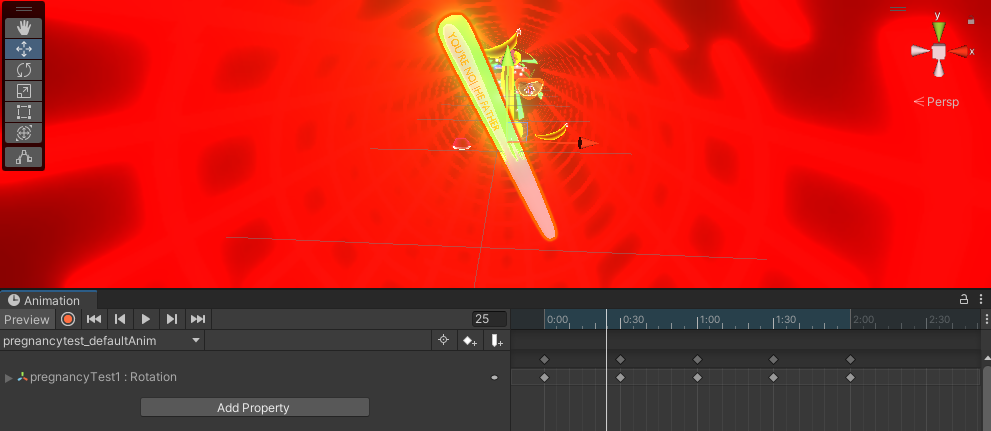 y
x
Persp
YOU'RE NOT THE FATHER
Animation
Preview
25
0:00
0:30
1:00
1:30
2:00
2:30
pregnancytest_defaultAnim
pregnancyTest1 : Rotation
Add Property